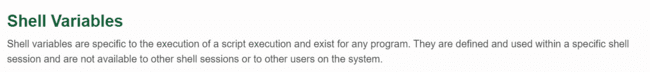 Shell Variables
Shell variables are specific to the execution of a script execution and exist for any program. They are defined and used within a specific shell
session and are not available to other shell sessions or to other users on the system.